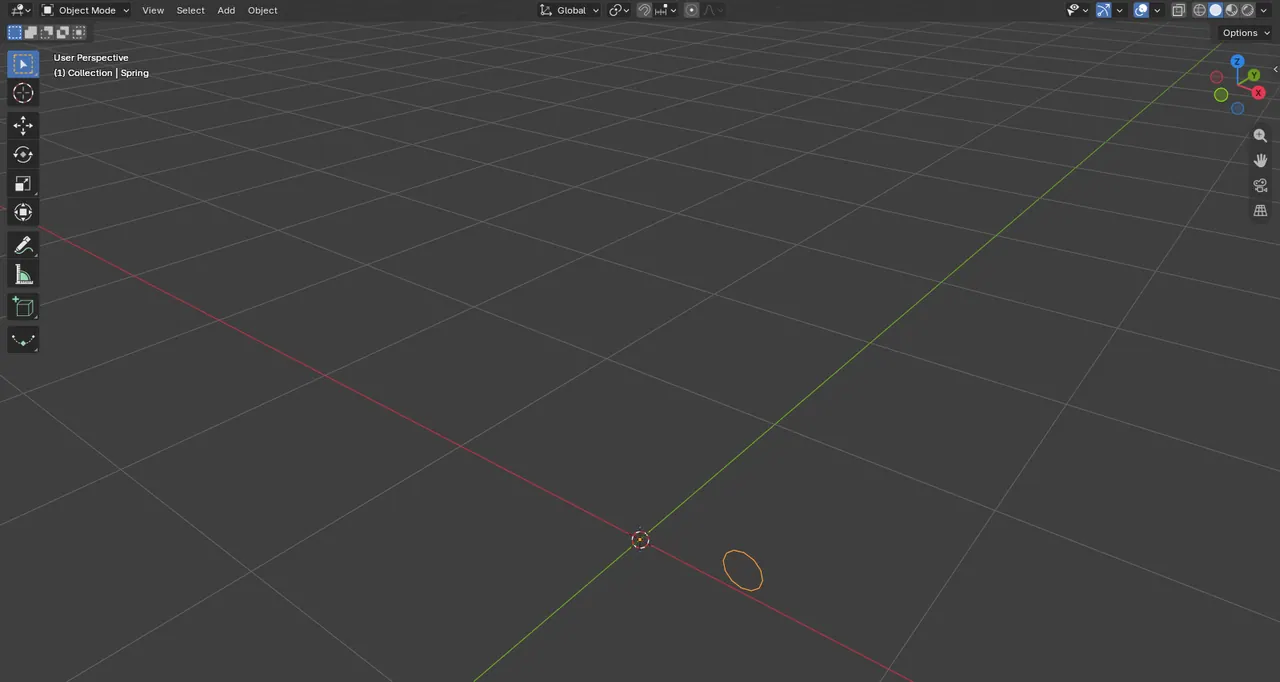 Object Mode View Select Add Object Global
Options
User Perspective
(1) Collection | Spring
Z
Y
X